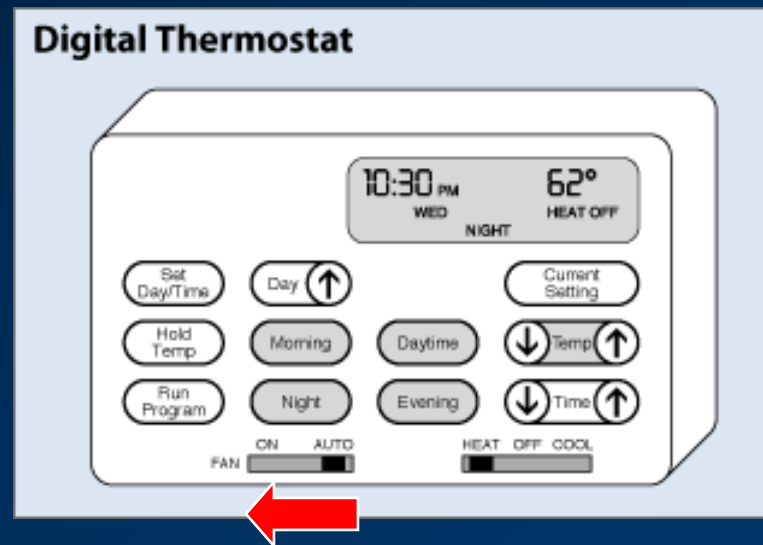 Digital Thermostat
10:30 PM 62°
WED HEAT OFF
NIGHT
Set
Day/Time
Day
Current
Setting
Hold
Temp
Morning
Daytime
Temp
Run
Program
Night
Evening
Time
ON AUTO
HEAT OFF COOL
FAN